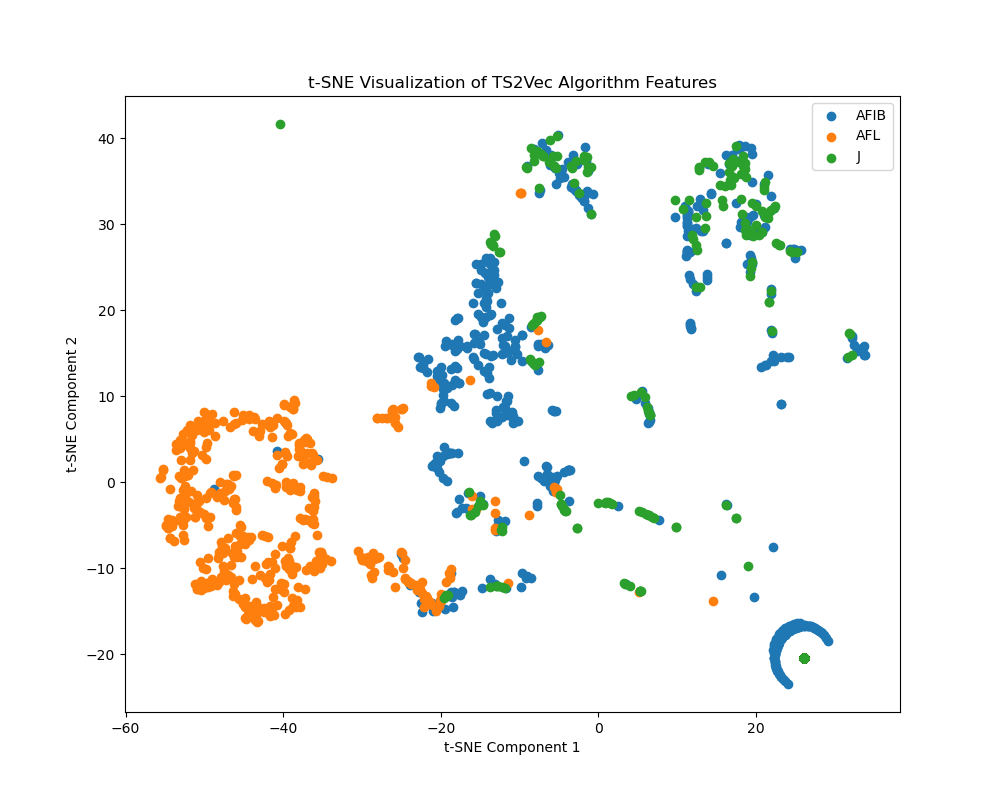 t-SNE Visualization of TS2Vec Algorithm Features
AFIB
AFL
J
40
30
20
10
0
−10
−20
t-SNE Component 2
−60
−40
−20
0
20
t-SNE Component 1